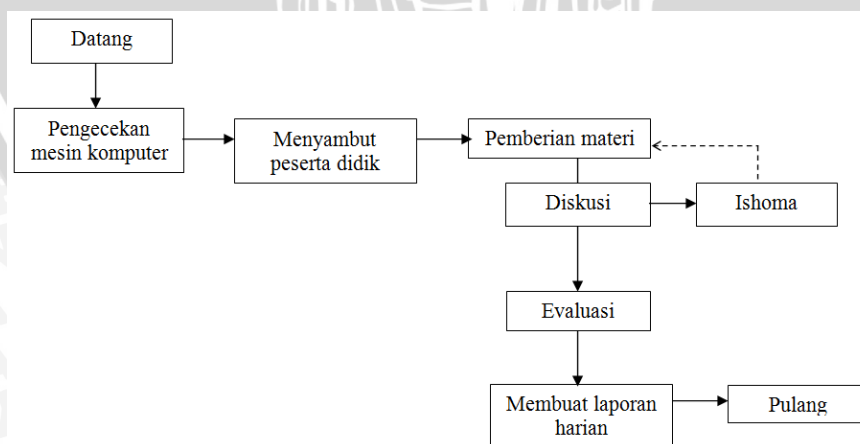 Datang
Pengecekan
mesin komputer
Menyambut
peserta didik
Pemberian materi
Diskusi
Ishoma
Evaluasi
Membuat laporan
harian
Pulang